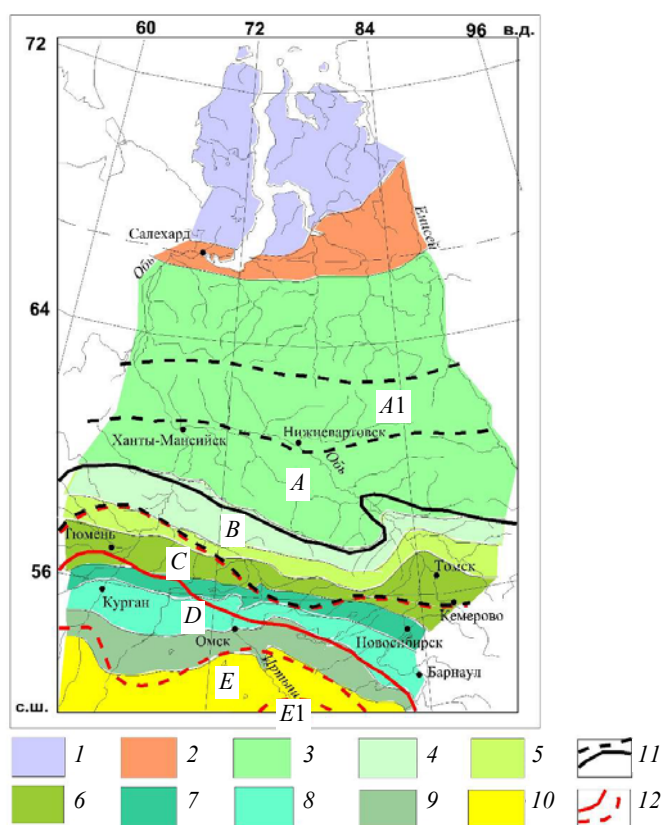 60 72 84 96 в.д.
72
Енисей
Салехард
Обь
64
A1
Ханты-Мансийск
Нижневартовск
Обь
A
B
Тюмень
C
Томск
56
Курган
D
Кемерово
Омск
Новосибирск
Иртыш
Барнаул
E
E1
с.ш.
1 2 3 4 5 11
6 7 8 9 10 12